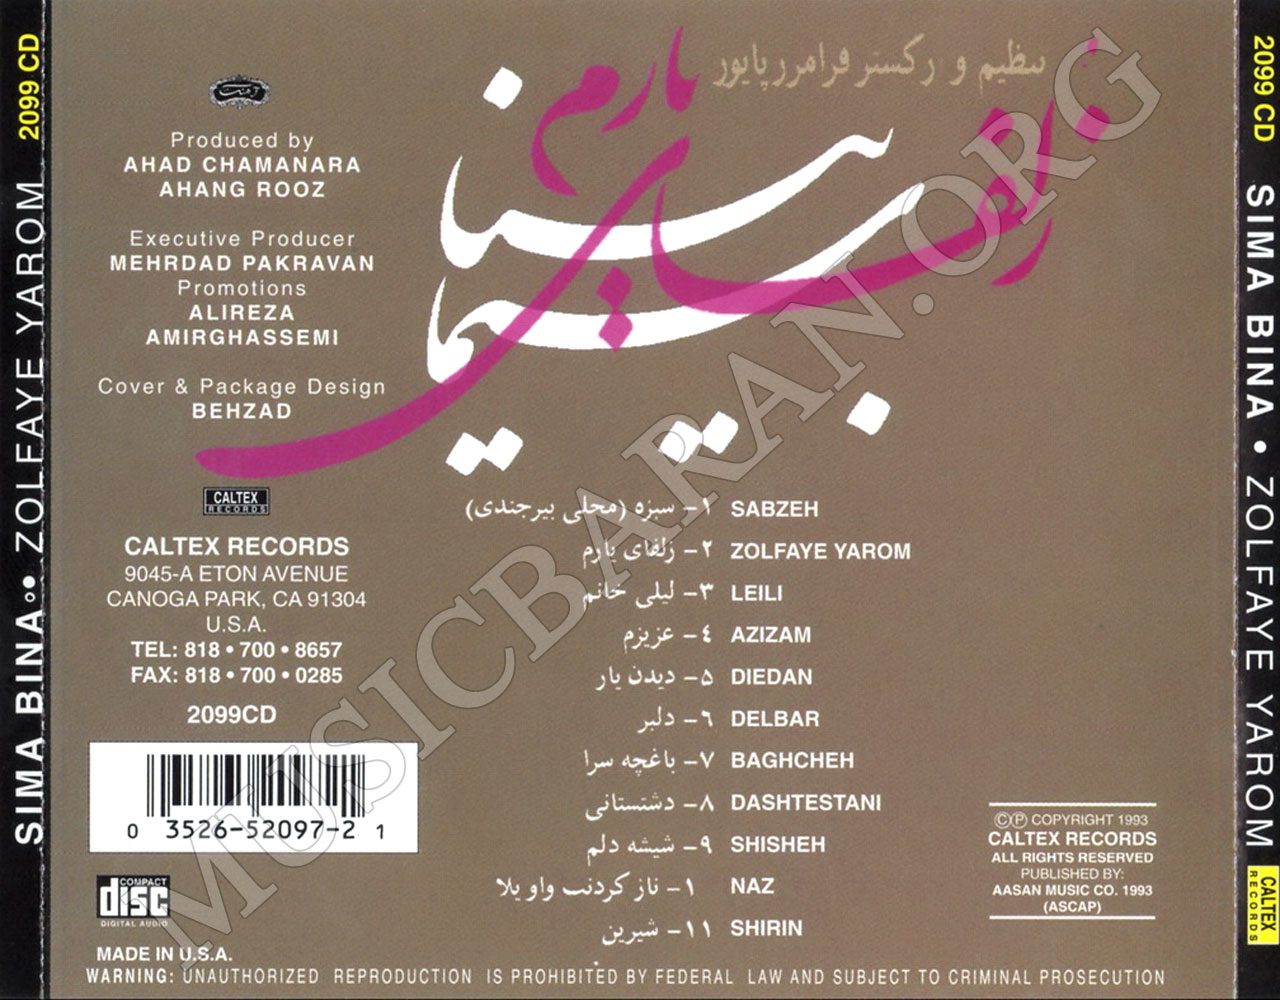 2099 CD
SIMA BINA
ZOLFAYE YAROM
تنظیم و رکستر فرامرز پایور
زلفای یارم
سیما بینا
Produced by
AHAD CHAMANARA
AHANG ROOZ
Executive Producer
MEHRDAD PAKRAVAN
Promotions
ALIREZA
AMIRGHASSEMI
Cover & Package Design
BEHZAD
CALTEX
RECORDS
CALTEX RECORDS
9045-A ETON AVENUE
CANOGA PARK, CA 91304
U.S.A.
TEL: 818 • 700 • 8657
FAX: 818 • 700 • 0285
2099CD
0 3526-52097-2 1
COMPACT
disc
DIGITAL AUDIO
MADE IN U.S.A.
۱- سبزه (محلی بیرجندی) SABZEH
۲- زلفای یارم ZOLFAYE YAROM
۳- لیلی خانم LEILI
۴- عزیزم AZIZAM
۵- دیدن یار DIEDAN
۶- دلبر DELBAR
۷- باغچه سرا BAGHCHEH
۸- دشتستانی DASHTESTANI
۹- شیشه دلم SHISHEH
۱- ناز کردنت واویلا NAZ
۱۱- شیرین SHIRIN
©℗ COPYRIGHT 1993
CALTEX RECORDS
ALL RIGHTS RESERVED
PUBLISHED BY:
AASAN MUSIC CO. 1993
(ASCAP)
WARNING: UNAUTHORIZED REPRODUCTION IS PROHIBITED BY FEDERAL LAW AND SUBJECT TO CRIMINAL PROSECUTION
2099 CD
SIMA BINA • ZOLFAYE YAROM
CALTEX
RECORDS
MUSICBARAN.ORG